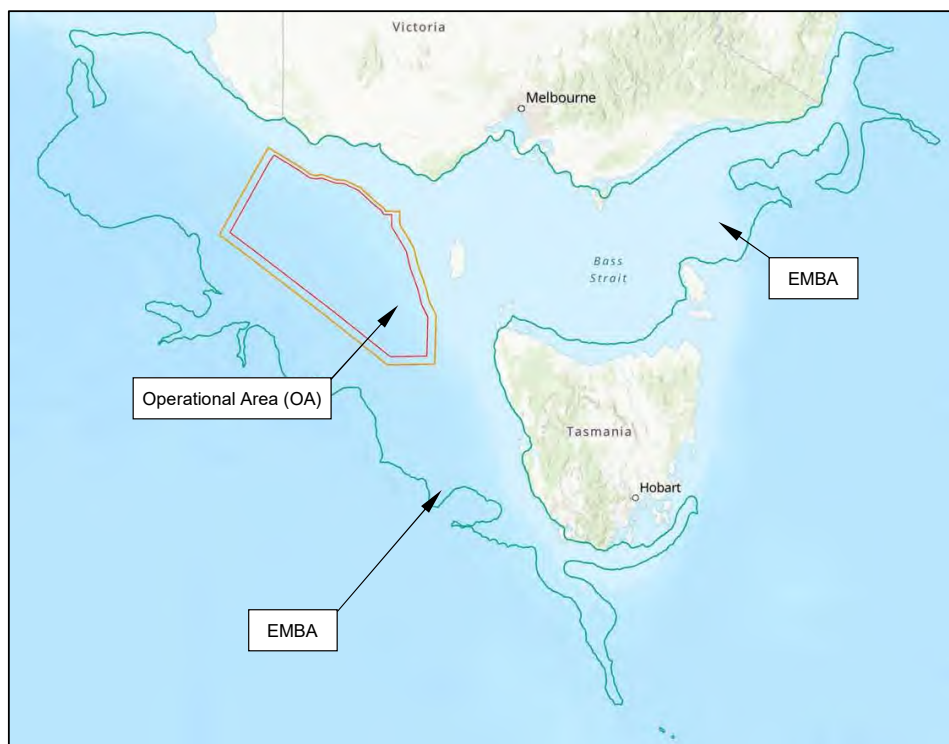 Victoria
Melbourne
Bass
Strait
EMBA
Operational Area (OA)
Tasmania
Hobart
EMBA